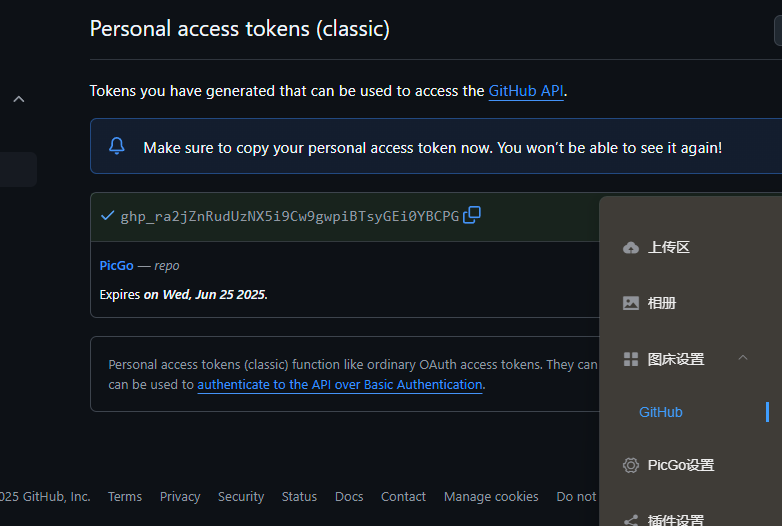 Personal access tokens (classic)
Tokens you have generated that can be used to access the GitHub API.
Make sure to copy your personal access token now. You won't be able to see it again!
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
PicGo — repo
Expires on Wed, Jun 25 2025.
Personal access tokens (classic) function like ordinary OAuth access tokens. They can
can be used to authenticate to the API over Basic Authentication.
上传区
相册
图床设置
GitHub
PicGo设置
插件设置
025 GitHub, Inc. Terms Privacy Security Status Docs Contact Manage cookies Do not